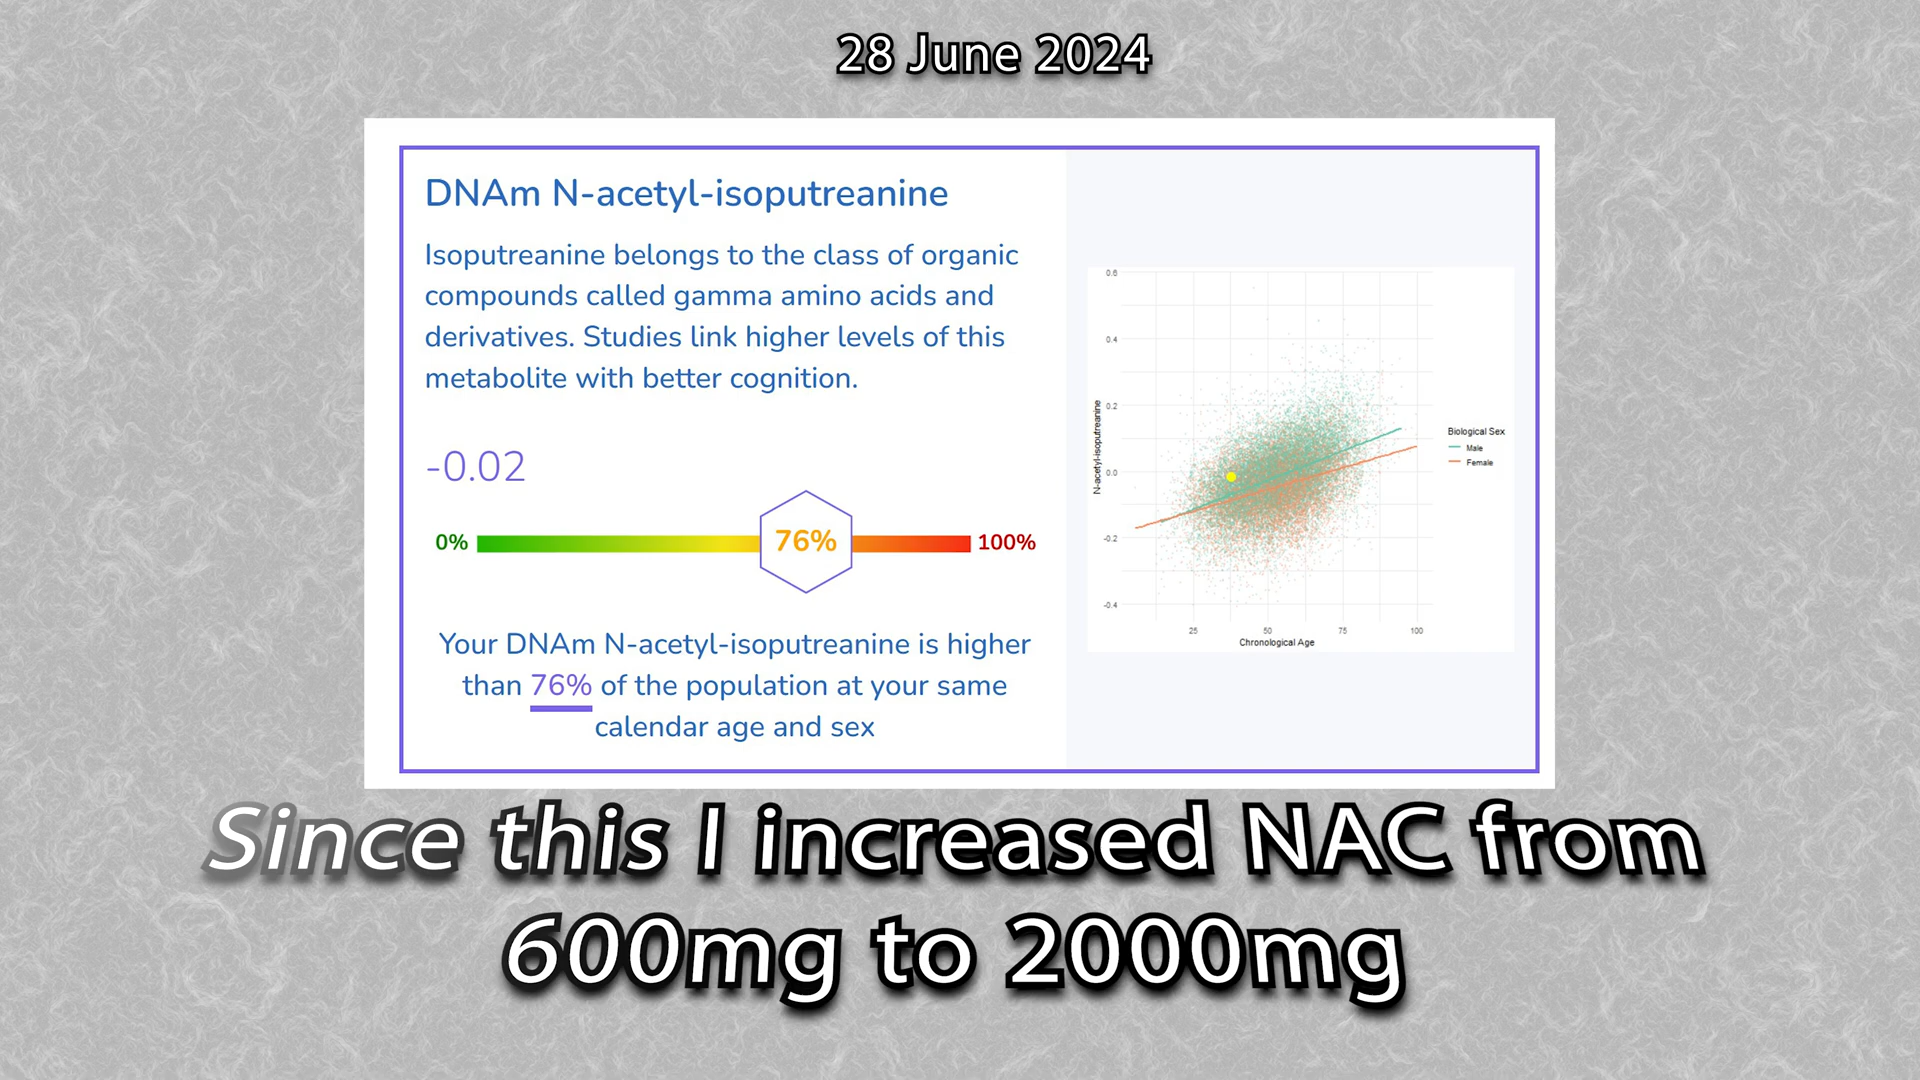 28 June 2024
DNAm N-acetyl-isoputreanine
Isoputreanine belongs to the class of organic
compounds called gamma amino acids and
derivatives. Studies link higher levels of this
metabolite with better cognition.
-0.02
0%
76%
100%
Your DNAm N-acetyl-isoputreanine is higher
than 76% of the population at your same
calendar age and sex
N-acetyl-isoputreanine
0.6
0.4
0.2
0.0
-0.2
-0.4
25
50
75
100
Chronological Age
Biological Sex
Male
Female
Since this I increased NAC from
600mg to 2000mg